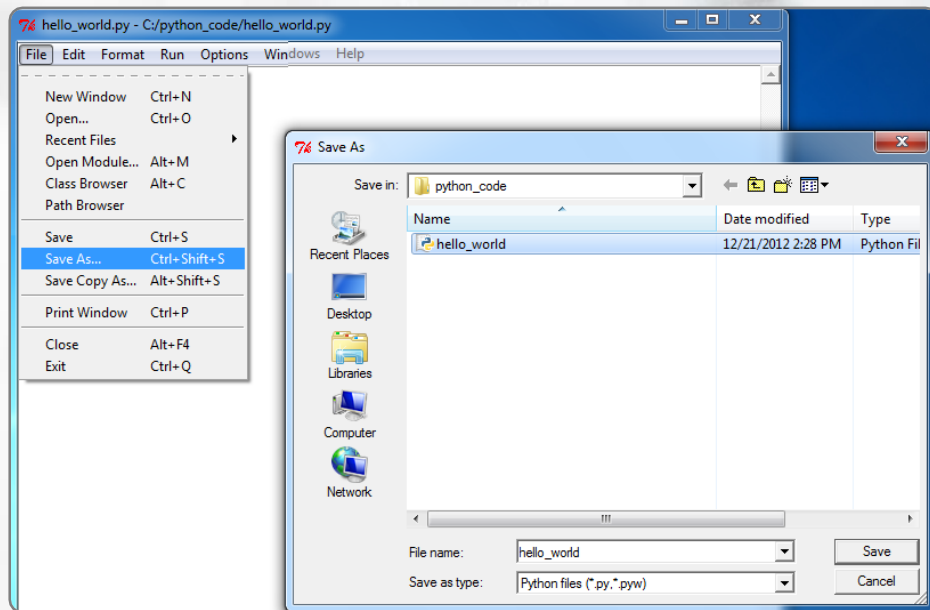 hello_world.py - C:/python_code/hello_world.py
File Edit Format Run Options Windows Help
New Window Ctrl+N
Open... Ctrl+O
Recent Files
Open Module... Alt+M
Class Browser Alt+C
Path Browser
Save Ctrl+S
Save As... Ctrl+Shift+S
Save Copy As... Alt+Shift+S
Print Window Ctrl+P
Close Alt+F4
Exit Ctrl+Q
Save As
Save in: python_code
Name Date modified Type
hello_world 12/21/2012 2:28 PM Python Fil
Recent Places
Desktop
Libraries
Computer
Network
File name: hello_world Save
Save as type: Python files (*.py,*.pyw) Cancel